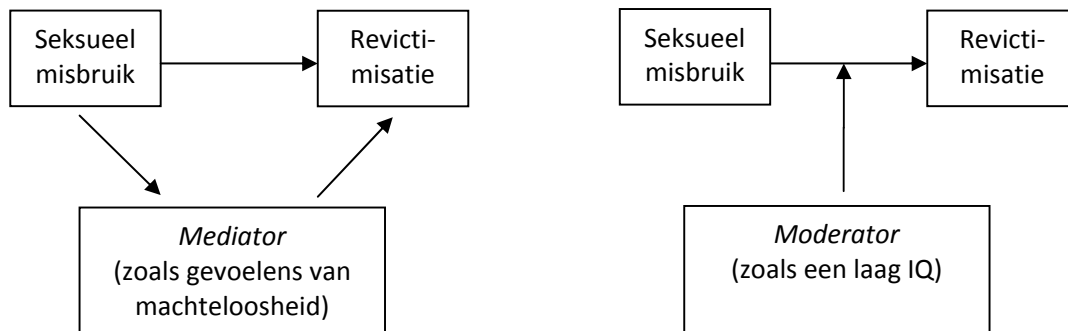 Seksueel
misbruik
Revicti-
misatie
Mediator
(zoals gevoelens van
machteloosheid)
Seksueel
misbruik
Revicti-
misatie
Moderator
(zoals een laag IQ)